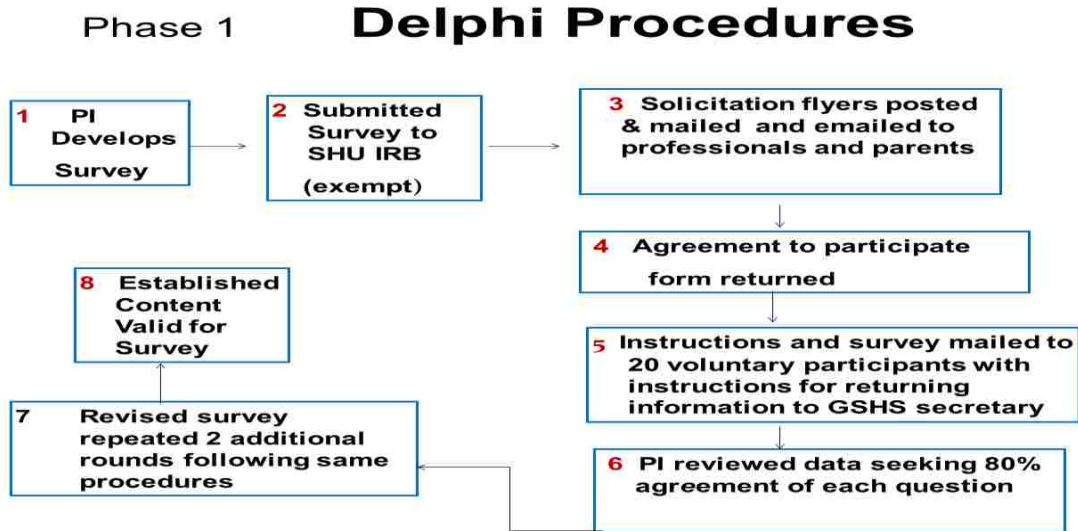 Phase 1 Delphi Procedures
1 PI
Develops
Survey
2 Submitted
Survey to
SHU IRB
(exempt)
3 Solicitation flyers posted
& mailed and emailed to
professionals and parents
4 Agreement to participate
form returned
5 Instructions and survey mailed to
20 voluntary participants with
instructions for returning
information to GSHS secretary
6 PI reviewed data seeking 80%
agreement of each question
7 Revised survey
repeated 2 additional
rounds following same
procedures
8 Established
Content
Valid for
Survey